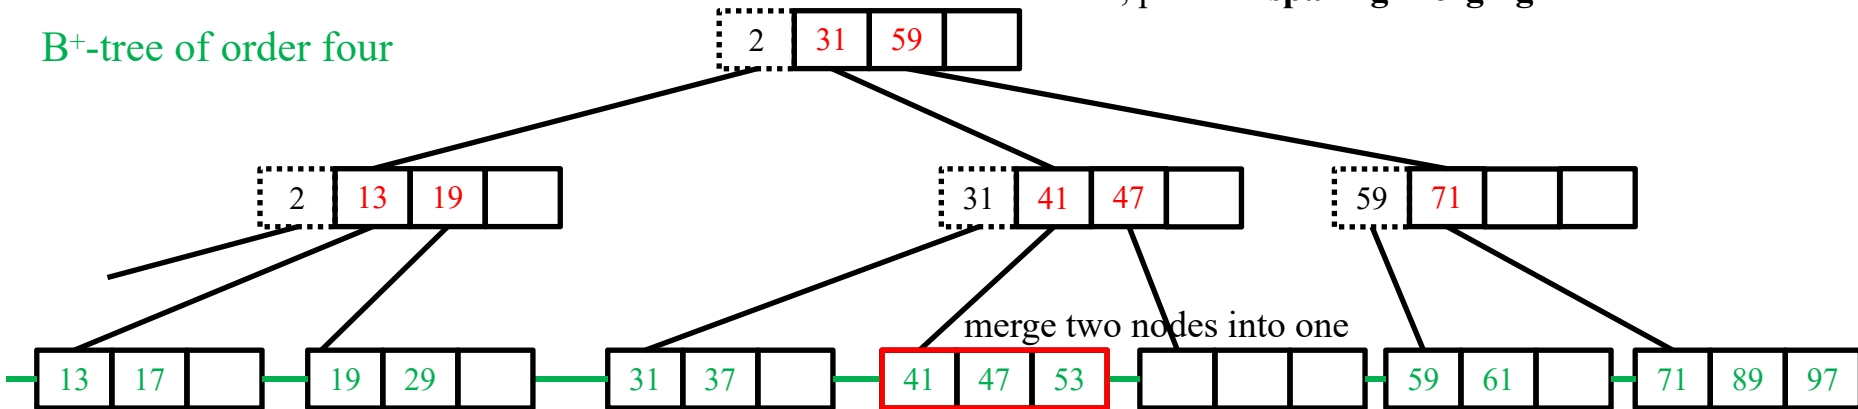 B+-tree of order four
2 31 59
2 13 19
31 41 47
59 71
merge two nodes into one
13 17
19 29
31 37
41 47 53
59 61
71 89 97